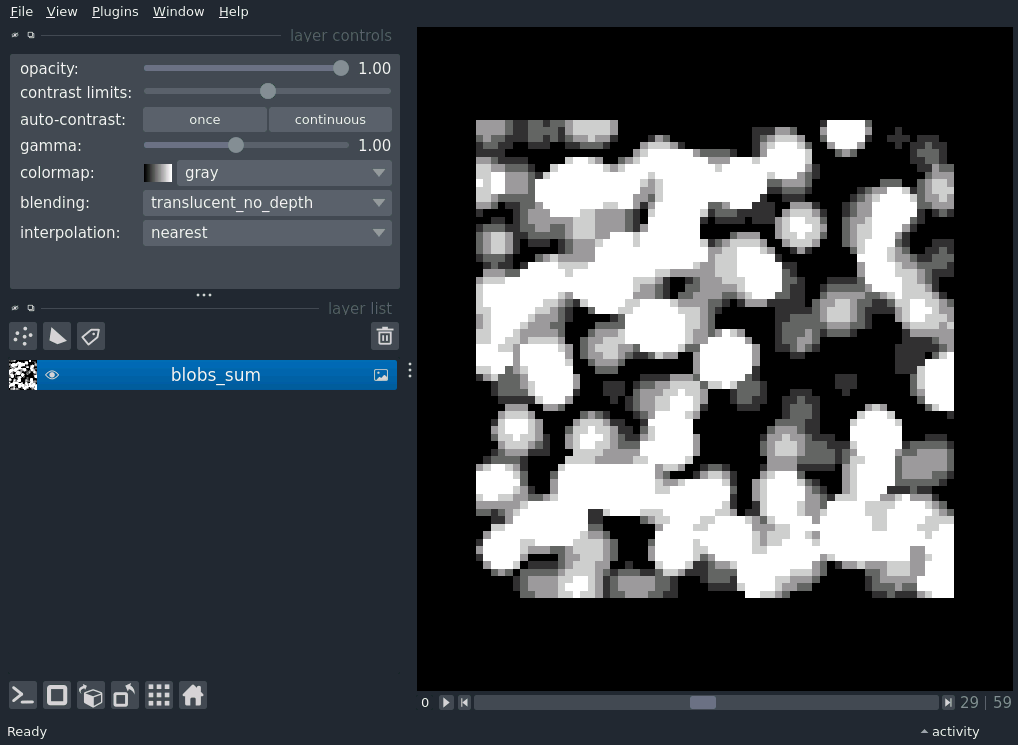 File View Plugins Window Help
layer controls
opacity: 1.00
contrast limits:
auto-contrast: once continuous
gamma: 1.00
colormap: gray
blending: translucent_no_depth
interpolation: nearest
layer list
blobs_sum
0 29 | 59
Ready activity